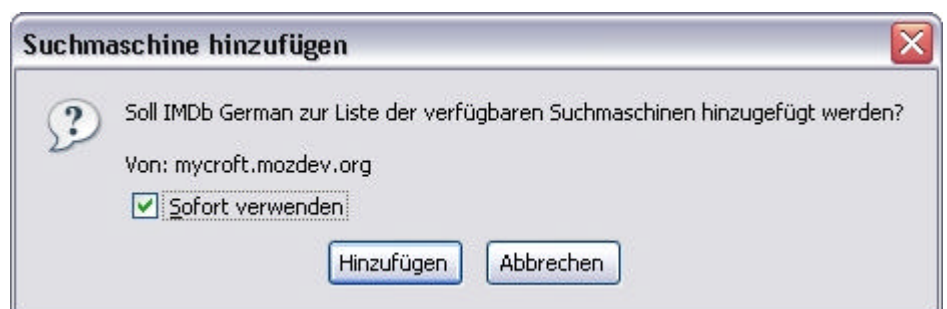 Suchmaschine hinzufügen
Soll IMDb German zur Liste der verfügbaren Suchmaschinen hinzugefügt werden?
Von: mycroft.mozdev.org
Sofort verwenden
Hinzufügen Abbrechen